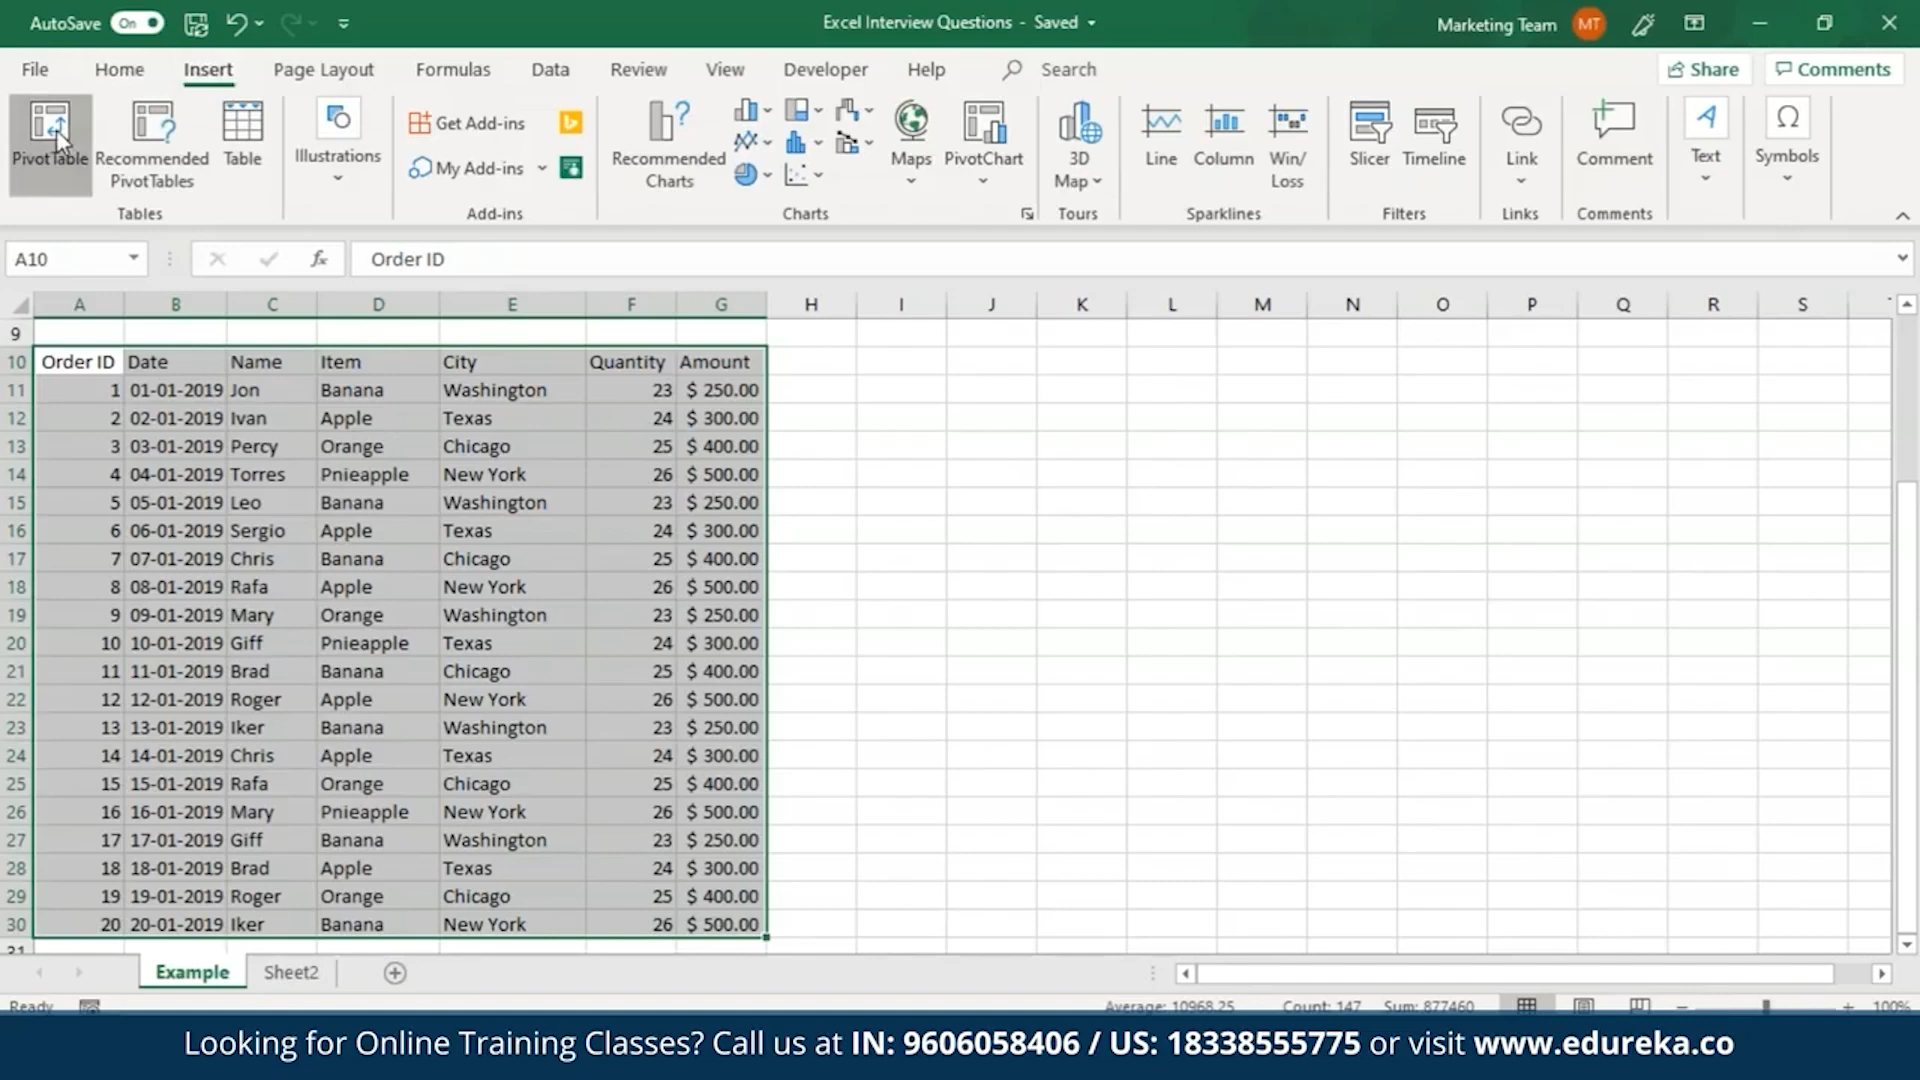 AutoSave On Excel Interview Questions - Saved Marketing Team MT
File Home Insert Page Layout Formulas Data Review View Developer Help Search Share Comments
PivotTable Recommended PivotTables Table
Illustrations
Get Add-ins
My Add-ins
Recommended Charts
Maps PivotChart
3D Map
Line Column Win/Loss
Slicer Timeline
Link
Comment
Text
Symbols
Tables Add-ins Charts Tours Sparklines Filters Links Comments
A10 fx Order ID
A B C D E F G H I J K L M N O P Q R S
9
10 Order ID Date Name Item City Quantity Amount
11 1 01-01-2019 Jon Banana Washington 23 $ 250.00
12 2 02-01-2019 Ivan Apple Texas 24 $ 300.00
13 3 03-01-2019 Percy Orange Chicago 25 $ 400.00
14 4 04-01-2019 Torres Pnieapple New York 26 $ 500.00
15 5 05-01-2019 Leo Banana Washington 23 $ 250.00
16 6 06-01-2019 Sergio Apple Texas 24 $ 300.00
17 7 07-01-2019 Chris Banana Chicago 25 $ 400.00
18 8 08-01-2019 Rafa Apple New York 26 $ 500.00
19 9 09-01-2019 Mary Orange Washington 23 $ 250.00
20 10 10-01-2019 Giff Pnieapple Texas 24 $ 300.00
21 11 11-01-2019 Brad Banana Chicago 25 $ 400.00
22 12 12-01-2019 Roger Apple New York 26 $ 500.00
23 13 13-01-2019 Iker Banana Washington 23 $ 250.00
24 14 14-01-2019 Chris Apple Texas 24 $ 300.00
25 15 15-01-2019 Rafa Orange Chicago 25 $ 400.00
26 16 16-01-2019 Mary Pnieapple New York 26 $ 500.00
27 17 17-01-2019 Giff Banana Washington 23 $ 250.00
28 18 18-01-2019 Brad Apple Texas 24 $ 300.00
29 19 19-01-2019 Roger Orange Chicago 25 $ 400.00
30 20 20-01-2019 Iker Banana New York 26 $ 500.00
31
Example Sheet2
Ready Average: 10968.25 Count: 147 Sum: 877460 100%
Looking for Online Training Classes? Call us at IN: 9606058406 / US: 18338555775 or visit www.edureka.co